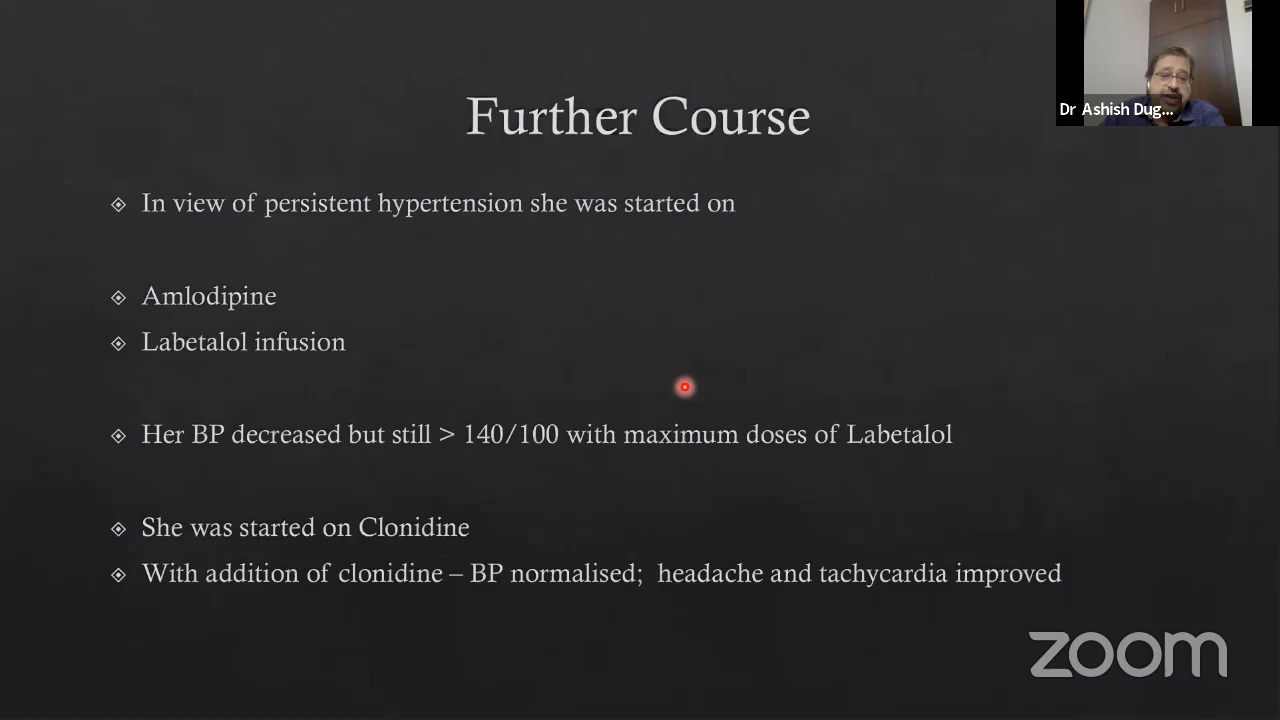 Dr Ashish Dug...
Further Course
In view of persistent hypertension she was started on
Amlodipine
Labetalol infusion
Her BP decreased but still > 140/100 with maximum doses of Labetalol
She was started on Clonidine
With addition of clonidine – BP normalised; headache and tachycardia improved
zoom